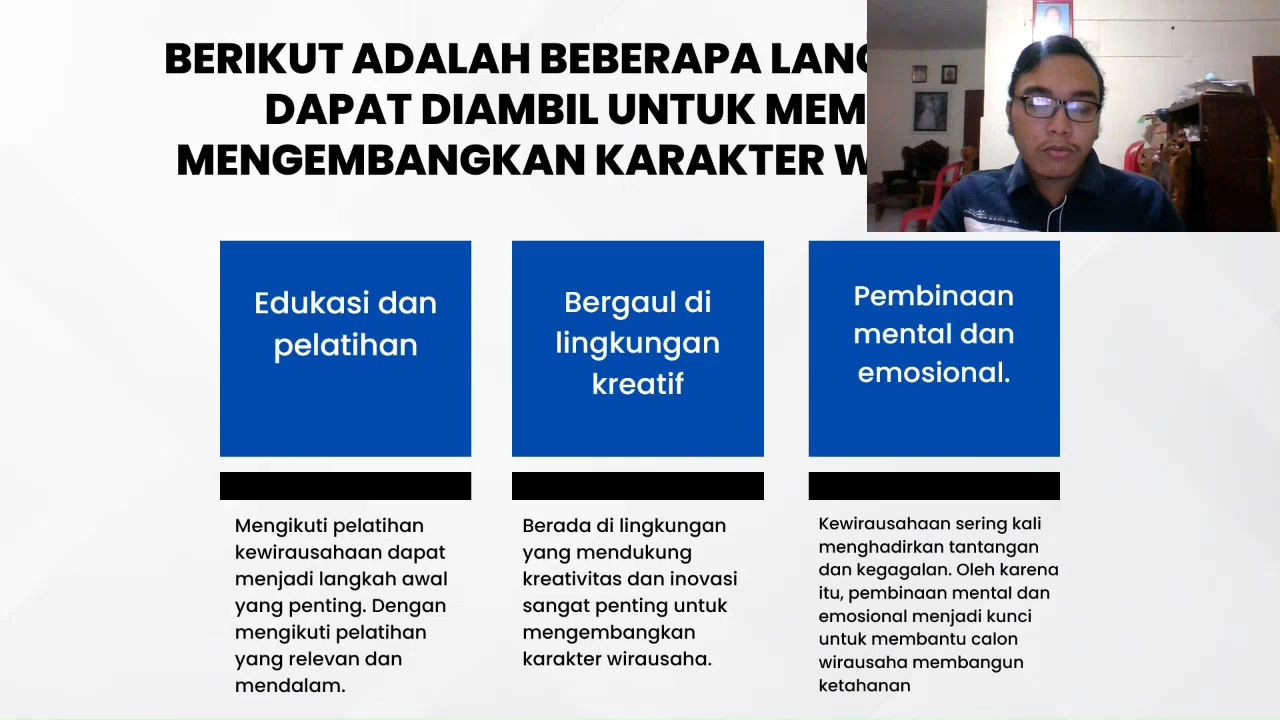 BERIKUT ADALAH BEBERAPA
DAPAT DIAMBIL UNTUK
MENGEMBANGKAN KARAKTER
Edukasi dan
pelatihan
Bergaul di
lingkungan
kreatif
Pembinaan
mental dan
emosional.
Mengikuti pelatihan
kewirausahaan dapat
menjadi langkah awal
yang penting. Dengan
mengikuti pelatihan
yang relevan dan
mendalam.
Berada di lingkungan
yang mendukung
kreativitas dan inovasi
sangat penting untuk
mengembangkan
karakter wirausaha.
Kewirausahaan sering kali
menghadirkan tantangan
dan kegagalan. Oleh karena
itu, pembinaan mental dan
emosional menjadi kunci
untuk membantu calon
wirausaha membangun
ketahanan